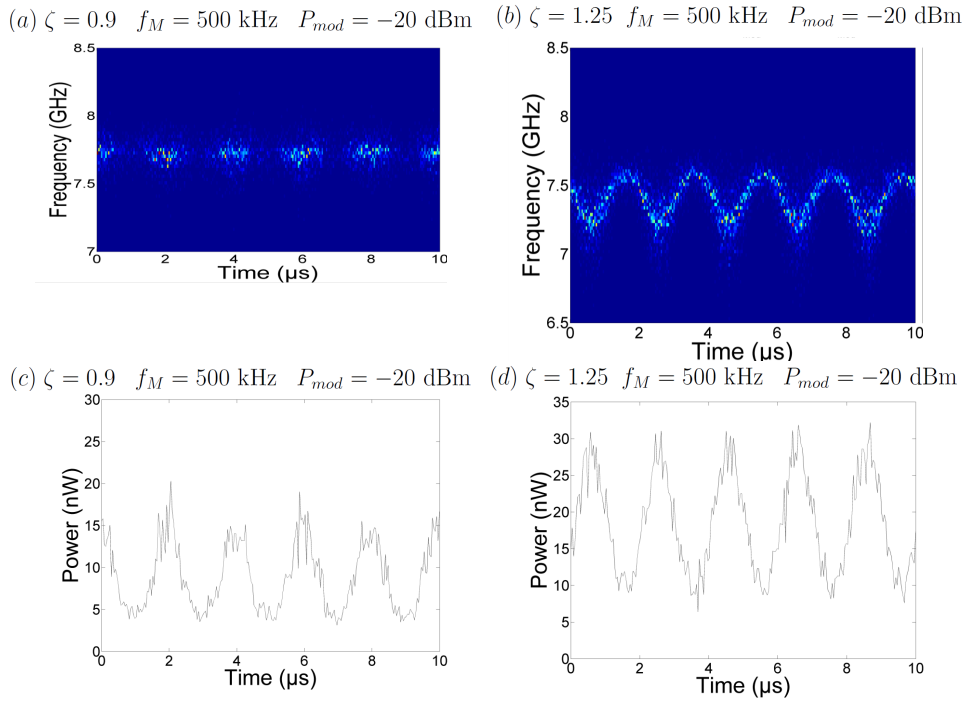 (a) ζ = 0.9 f_M = 500 kHz P_mod = −20 dBm
(b) ζ = 1.25 f_M = 500 kHz P_mod = −20 dBm
Frequency (GHz)
8.5
8
7.5
7
0 2 4 6 8 10
Time (μs)
Frequency (GHz)
8.5
8
7.5
7
6.5
0 2 4 6 8 10
Time (μs)
(c) ζ = 0.9 f_M = 500 kHz P_mod = −20 dBm
(d) ζ = 1.25 f_M = 500 kHz P_mod = −20 dBm
Power (nW)
30
25
20
15
10
5
0
0 2 4 6 8 10
Time (μs)
Power (nW)
35
30
25
20
15
10
5
0
0 2 4 6 8 10
Time (μs)